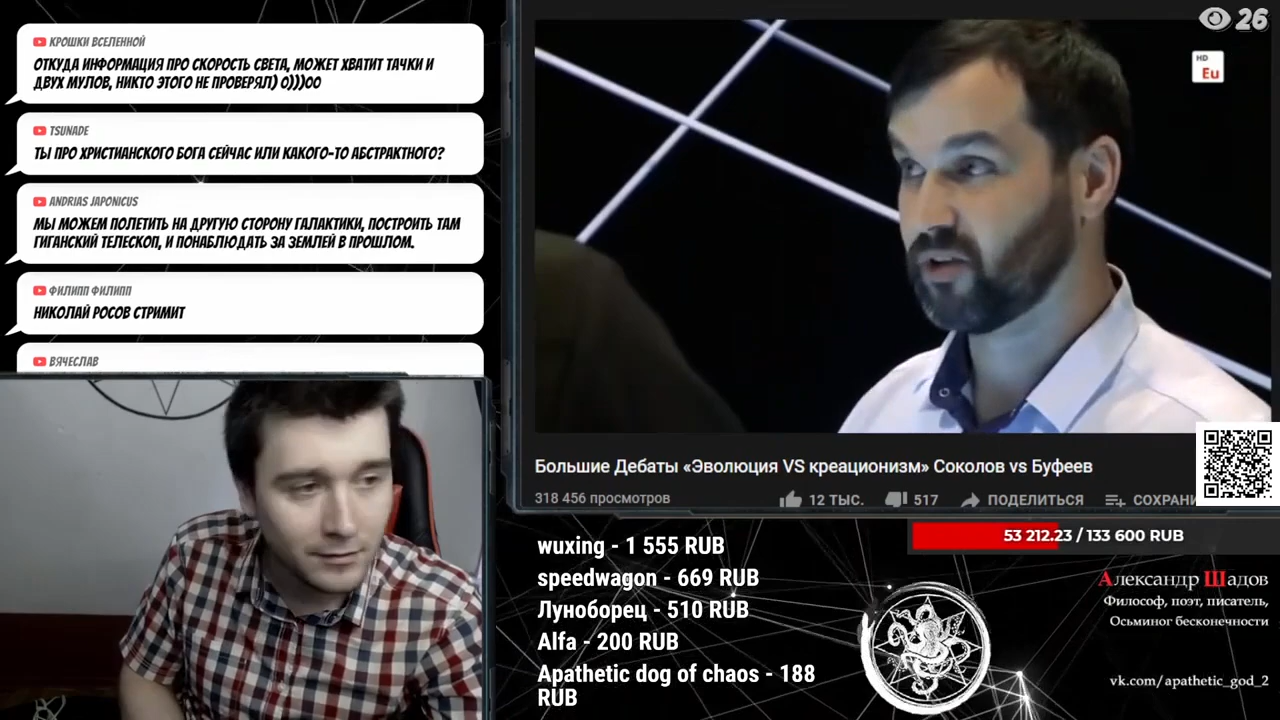 КРОШКИ ВСЕЛЕННОЙ
ОТКУДА ИНФОРМАЦИЯ ПРО СКОРОСТЬ СВЕТА, МОЖЕТ ХВАТИТ ТАЧКИ И
ДВУХ МУЛОВ, НИКТО ЭТОГО НЕ ПРОВЕРЯЛ) О)))ОО
TSUNADE
ТЫ ПРО ХРИСТИАНСКОГО БОГА СЕЙЧАС ИЛИ КАКОГО-ТО АБСТРАКТНОГО?
ANDRIAS JAPONICUS
МЫ МОЖЕМ ПОЛЕТИТЬ НА ДРУГУЮ СТОРОНУ ГАЛАКТИКИ, ПОСТРОИТЬ ТАМ
ГИГАНСКИЙ ТЕЛЕСКОП, И ПОНАБЛЮДАТЬ ЗА ЗЕМЛЕЙ В ПРОШЛОМ.
ФИЛИПП ФИЛИПП
НИКОЛАЙ РОСОВ СТРИМИТ
ВЯЧЕСЛАВ
26
HD
Eu
Большие Дебаты «Эволюция VS креационизм» Соколов vs Буфеев
318 456 просмотров
12 ТЫС.
517
ПОДЕЛИТЬСЯ
СОХРАНИ
53 212.23 / 133 600 RUB
wuxing - 1 555 RUB
speedwagon - 669 RUB
Луноборец - 510 RUB
Alfa - 200 RUB
Apathetic dog of chaos - 188
RUB
Александр Шадов
Философ, поэт, писатель,
Осьминог бесконечности
vk.com/apathetic_god_2